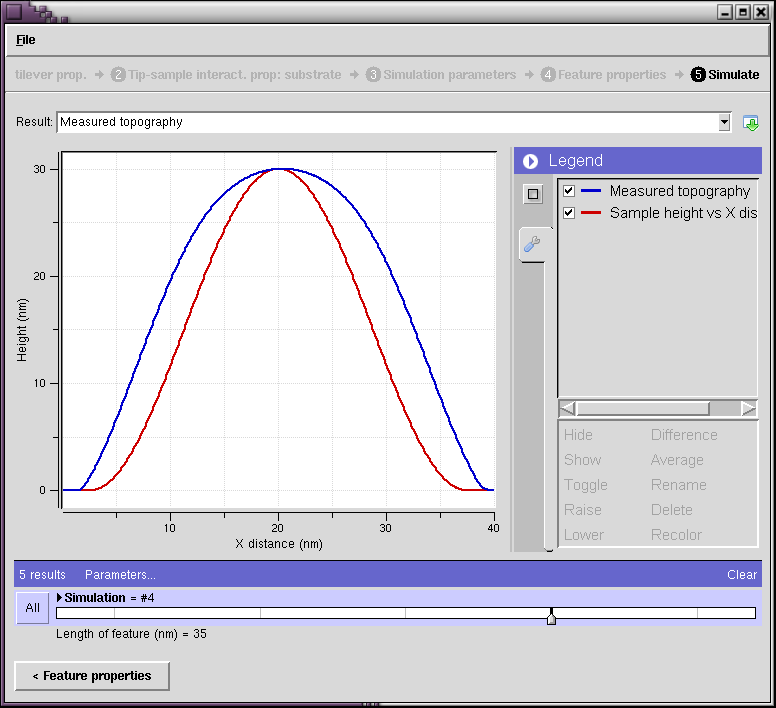 File
tilever prop. → 2 Tip-sample interact. prop: substrate → 3 Simulation parameters → 4 Feature properties → 5 Simulate
Result: Measured topography
Legend
Measured topography
Sample height vs X dis
30
20
10
0
Height (nm)
10 20 30 40
X distance (nm)
Hide Difference
Show Average
Toggle Rename
Raise Delete
Lower Recolor
5 results Parameters... Clear
All
Simulation = #4
Length of feature (nm) = 35
< Feature properties